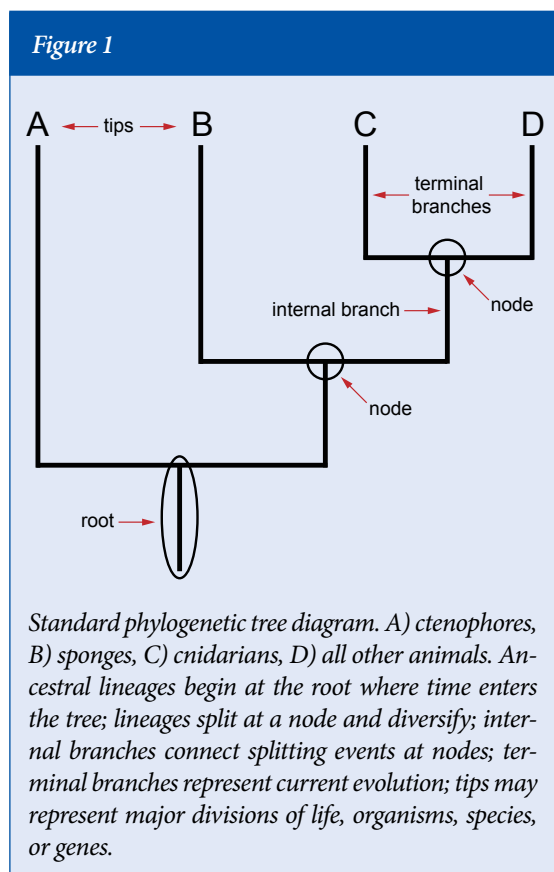 Figure 1
A tips B C D
terminal
branches
internal branch
node
node
root
Standard phylogenetic tree diagram. A) ctenophores,
B) sponges, C) cnidarians, D) all other animals. An-
cestral lineages begin at the root where time enters
the tree; lineages split at a node and diversify; inter-
nal branches connect splitting events at nodes; ter-
minal branches represent current evolution; tips may
represent major divisions of life, organisms, species,
or genes.